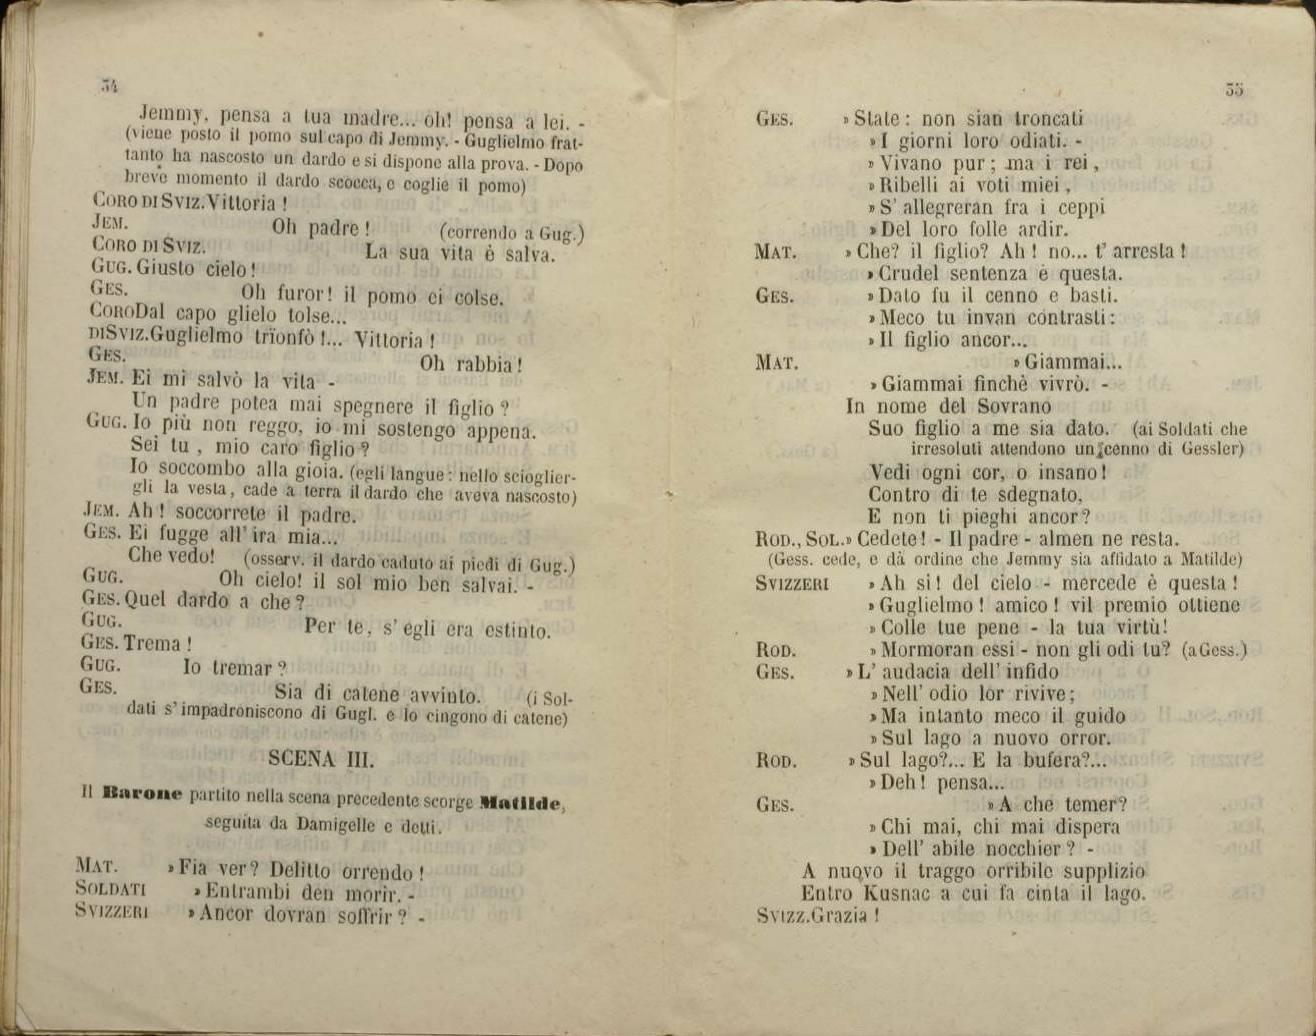 34
Jemmy, pensa a tua madre... oh! pensa a lei. -
(viene posto il pomo sul capo di Jemmy. - Guglielmo frat-
tanto ha nascosto un dardo e si dispone alla prova. - Dopo
breve momento il dardo scocca, e coglie il pomo)
CORO DI SVIZ. Vittoria !
JEM. Oh padre ! (correndo a Gug.)
CORO DI SVIZ. La sua vita è salva.
GUG. Giusto cielo !
GES. Oh furor! il pomo ei colse.
CORO Dal capo glielo tolse...
DI SVIZ. Guglielmo trïonfò !... Vittoria !
GES. Oh rabbia !
JEM. Ei mi salvò la vita -
Un padre potea mai spegnere il figlio ?
GUG. Io più non reggo, io mi sostengo appena.
Sei tu , mio caro figlio ?
Io soccombo alla gioia. (egli langue: nello scioglier-
gli la vesta, cade a terra il dardo che aveva nascosto)
JEM. Ah ! soccorrete il padre.
GES. Ei fugge all' ira mia...
Che vedo! (osserv. il dardo caduto ai piedi di Gug.)
GUG. Oh cielo! il sol mio ben salvai. -
GES. Quel dardo a che ?
GUG. Per te, s' egli era estinto.
GES. Trema !
GUG. Io tremar ?
GES. Sia di catene avvinto. (i Sol-
dati s' impadroniscono di Gugl. e lo cingono di catene)
SCENA III.
Il Barone partito nella scena precedente scorge Matilde,
seguita da Damigelle e detti.
MAT. » Fia ver? Delitto orrendo !
SOLDATI » Entrambi den morir. -
SVIZZERI » Ancor dovran soffrir ? -
35
GES. » State : non sian troncati
» I giorni loro odiati. -
» Vivano pur ; ma i rei ,
» Ribelli ai voti miei ,
» S' allegreran fra i ceppi
» Del loro folle ardir.
MAT. » Che? il figlio? Ah ! no... t' arresta !
» Crudel sentenza è questa.
GES. » Dato fu il cenno e basti.
» Meco tu invan contrasti :
» Il figlio ancor...
MAT. » Giammai...
» Giammai finchè vivrò. -
In nome del Sovrano
Suo figlio a me sia dato. (ai Soldati che
irresoluti attendono un cenno di Gessler)
Vedi ogni cor, o insano !
Contro di te sdegnato,
E non ti pieghi ancor ?
ROD., SOL. » Cedete ! - Il padre - almen ne resta.
(Gess. cede, e dà ordine che Jemmy sia affidato a Matilde)
SVIZZERI » Ah sì ! del cielo - mercede è questa !
» Guglielmo ! amico ! vil premio ottiene
» Colle tue pene - la tua virtù!
ROD. » Mormoran essi - non gli odi tu? (a Gess.)
GES. » L' audacia dell' infido
» Nell' odio lor rivive ;
» Ma intanto meco il guido
» Sul lago a nuovo orror.
ROD. » Sul lago?... E la bufera?...
» Deh ! pensa...
GES. » A che temer?
» Chi mai, chi mai dispera
» Dell' abile nocchier ? -
A nuovo il traggo orribile supplizio
Entro Kusnac a cui fa cinta il lago.
SVIZZ. Grazia !